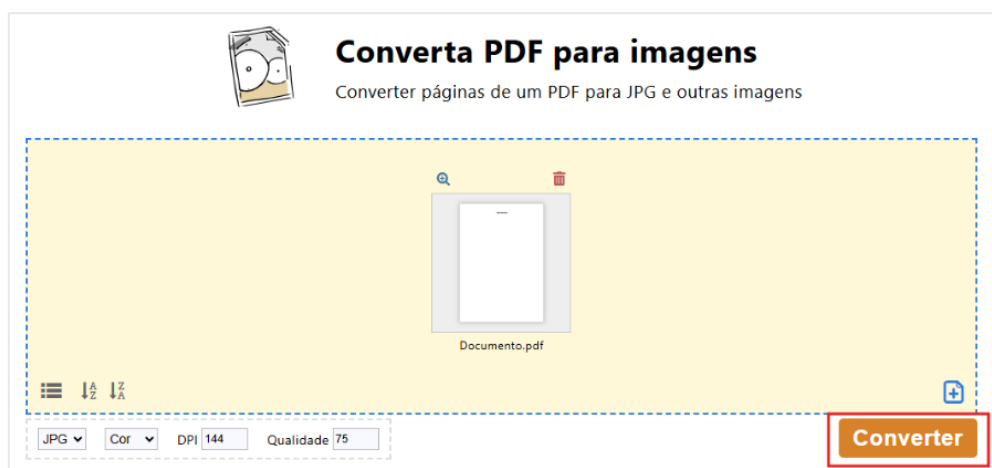 Converta PDF para imagens
Converter páginas de um PDF para JPG e outras imagens
Documento.pdf
A Z Z A
JPG Cor DPI 144 Qualidade 75 Converter